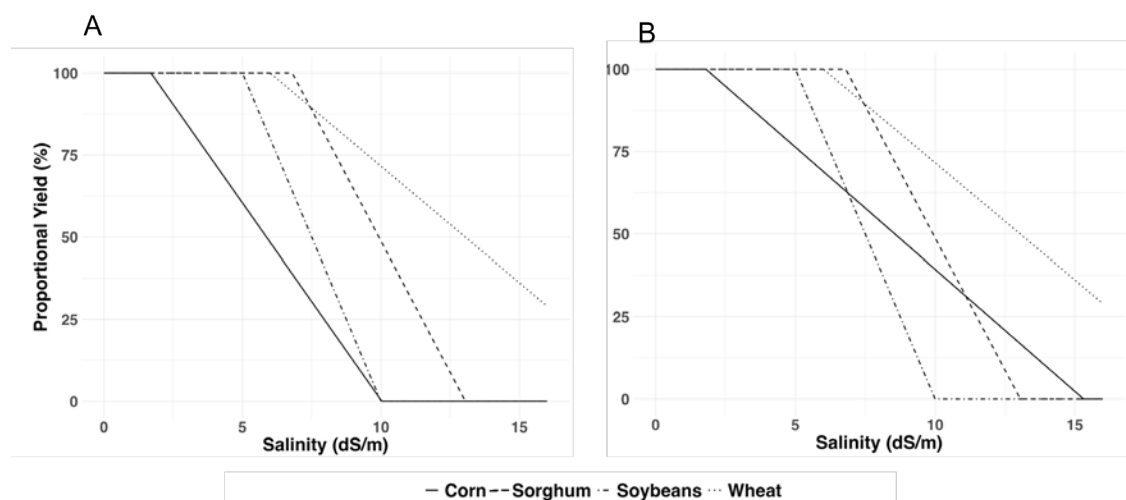 A
B
100
75
50
25
0
Proportional Yield (%)
0 5 10 15
Salinity (dS/m)
100
75
50
25
0
0 5 10 15
Salinity (dS/m)
Corn Sorghum Soybeans Wheat